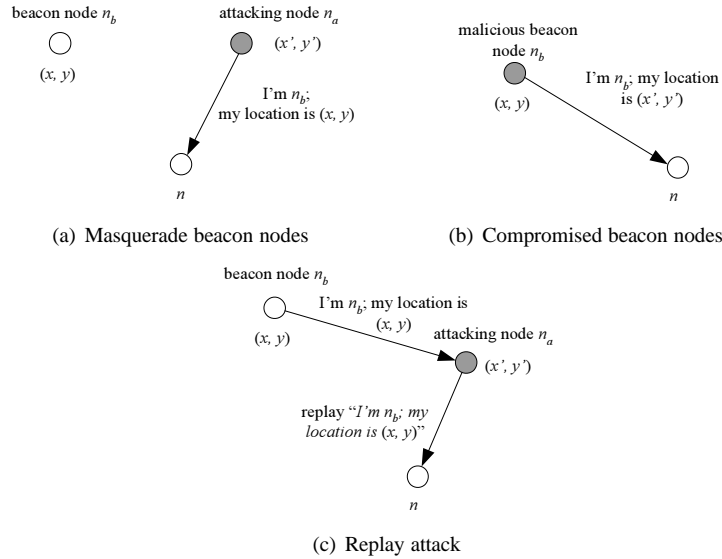 beacon node n_b
attacking node n_a
(x, y)
(x’, y’)
I’m n_b;
my location is (x, y)
n
(a) Masquerade beacon nodes
malicious beacon
node n_b
(x, y)
I’m n_b; my location
is (x’, y’)
n
(b) Compromised beacon nodes
beacon node n_b
(x, y)
I’m n_b; my location is
(x, y)
attacking node n_a
(x’, y’)
replay “I’m n_b; my
location is (x, y)”
n
(c) Replay attack